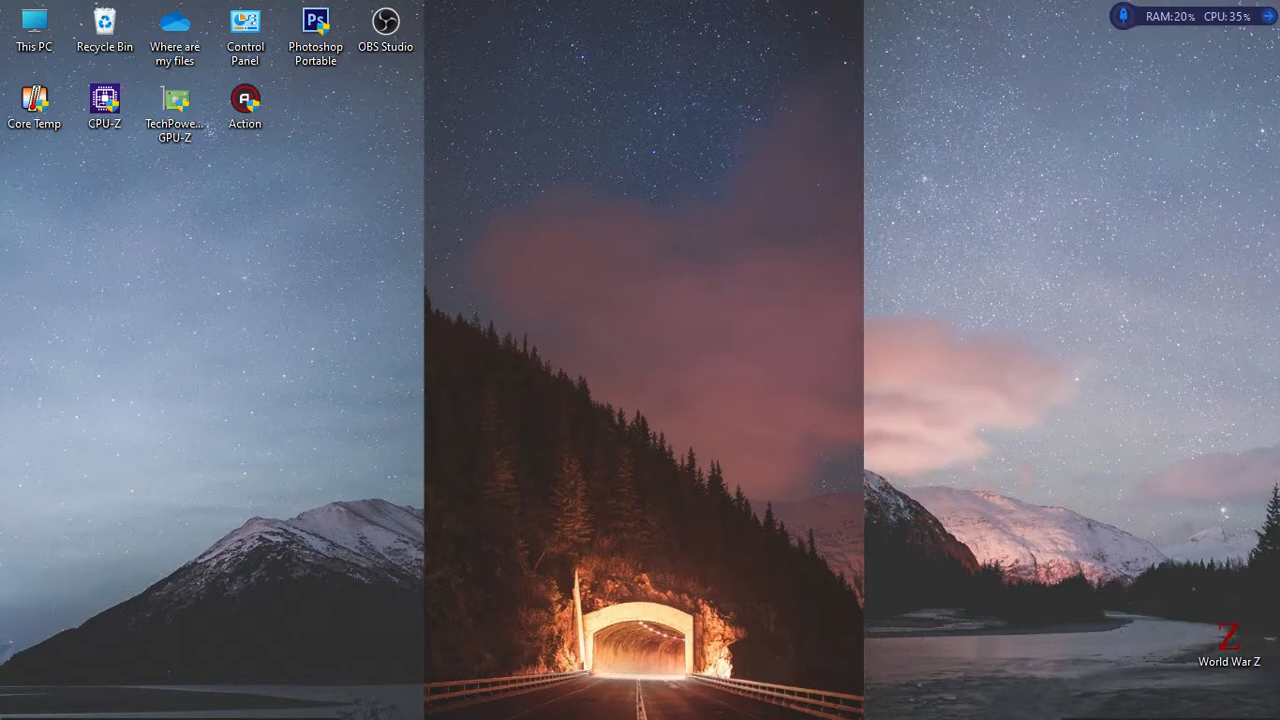 This PC
Recycle Bin
Where are
my files
Control
Panel
Ps
Photoshop
Portable
OBS Studio
RAM:20%
CPU:35%
Core Temp
CPU-Z
TechPowe...
GPU-Z
Action
Z
World War Z